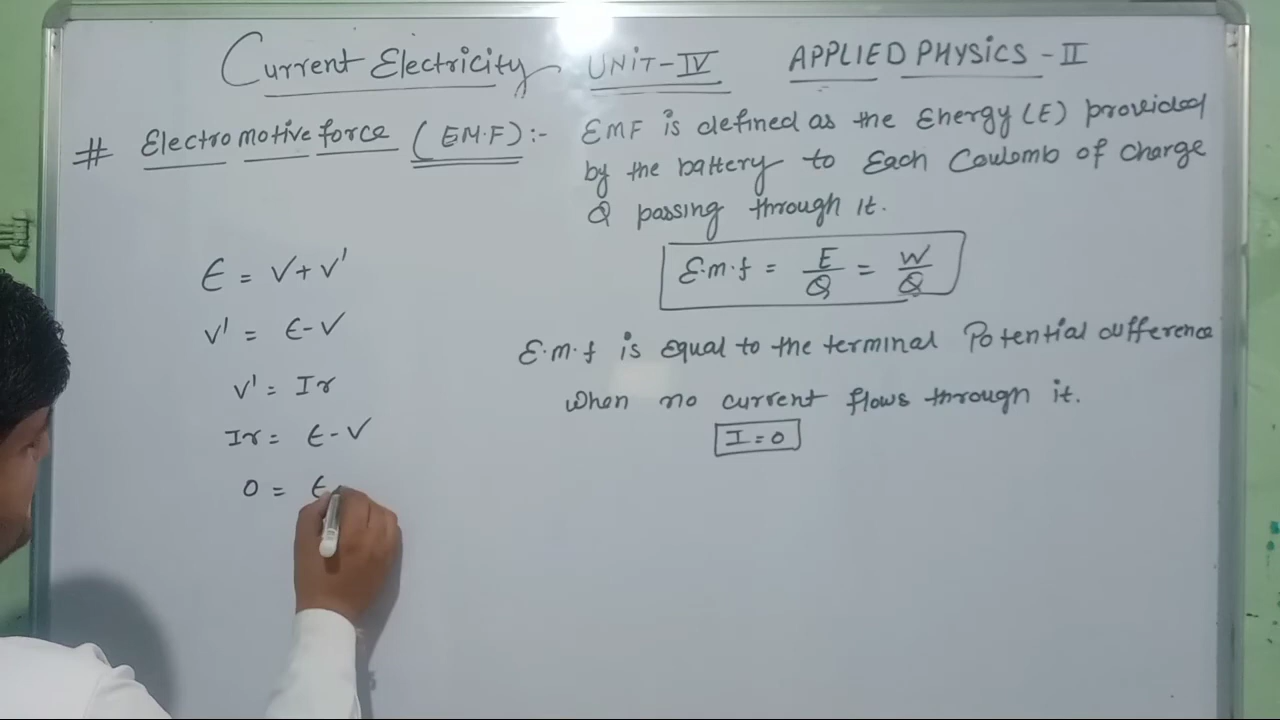 Current Electricity UNIT-IV APPLIED PHYSICS-II
# Electromotive force (E.M.F):-
EMF is defined as the Energy (E) provided
by the battery to Each Coulomb of charge
Q passing through it.
E.m.f = E/Q = W/Q
E.m.f is Equal to the terminal Potential difference
when no current flows through it.
I=0
ϵ = V+V'
V' = ϵ-V
V' = Ir
Ir = ϵ-V
0 = ϵ-